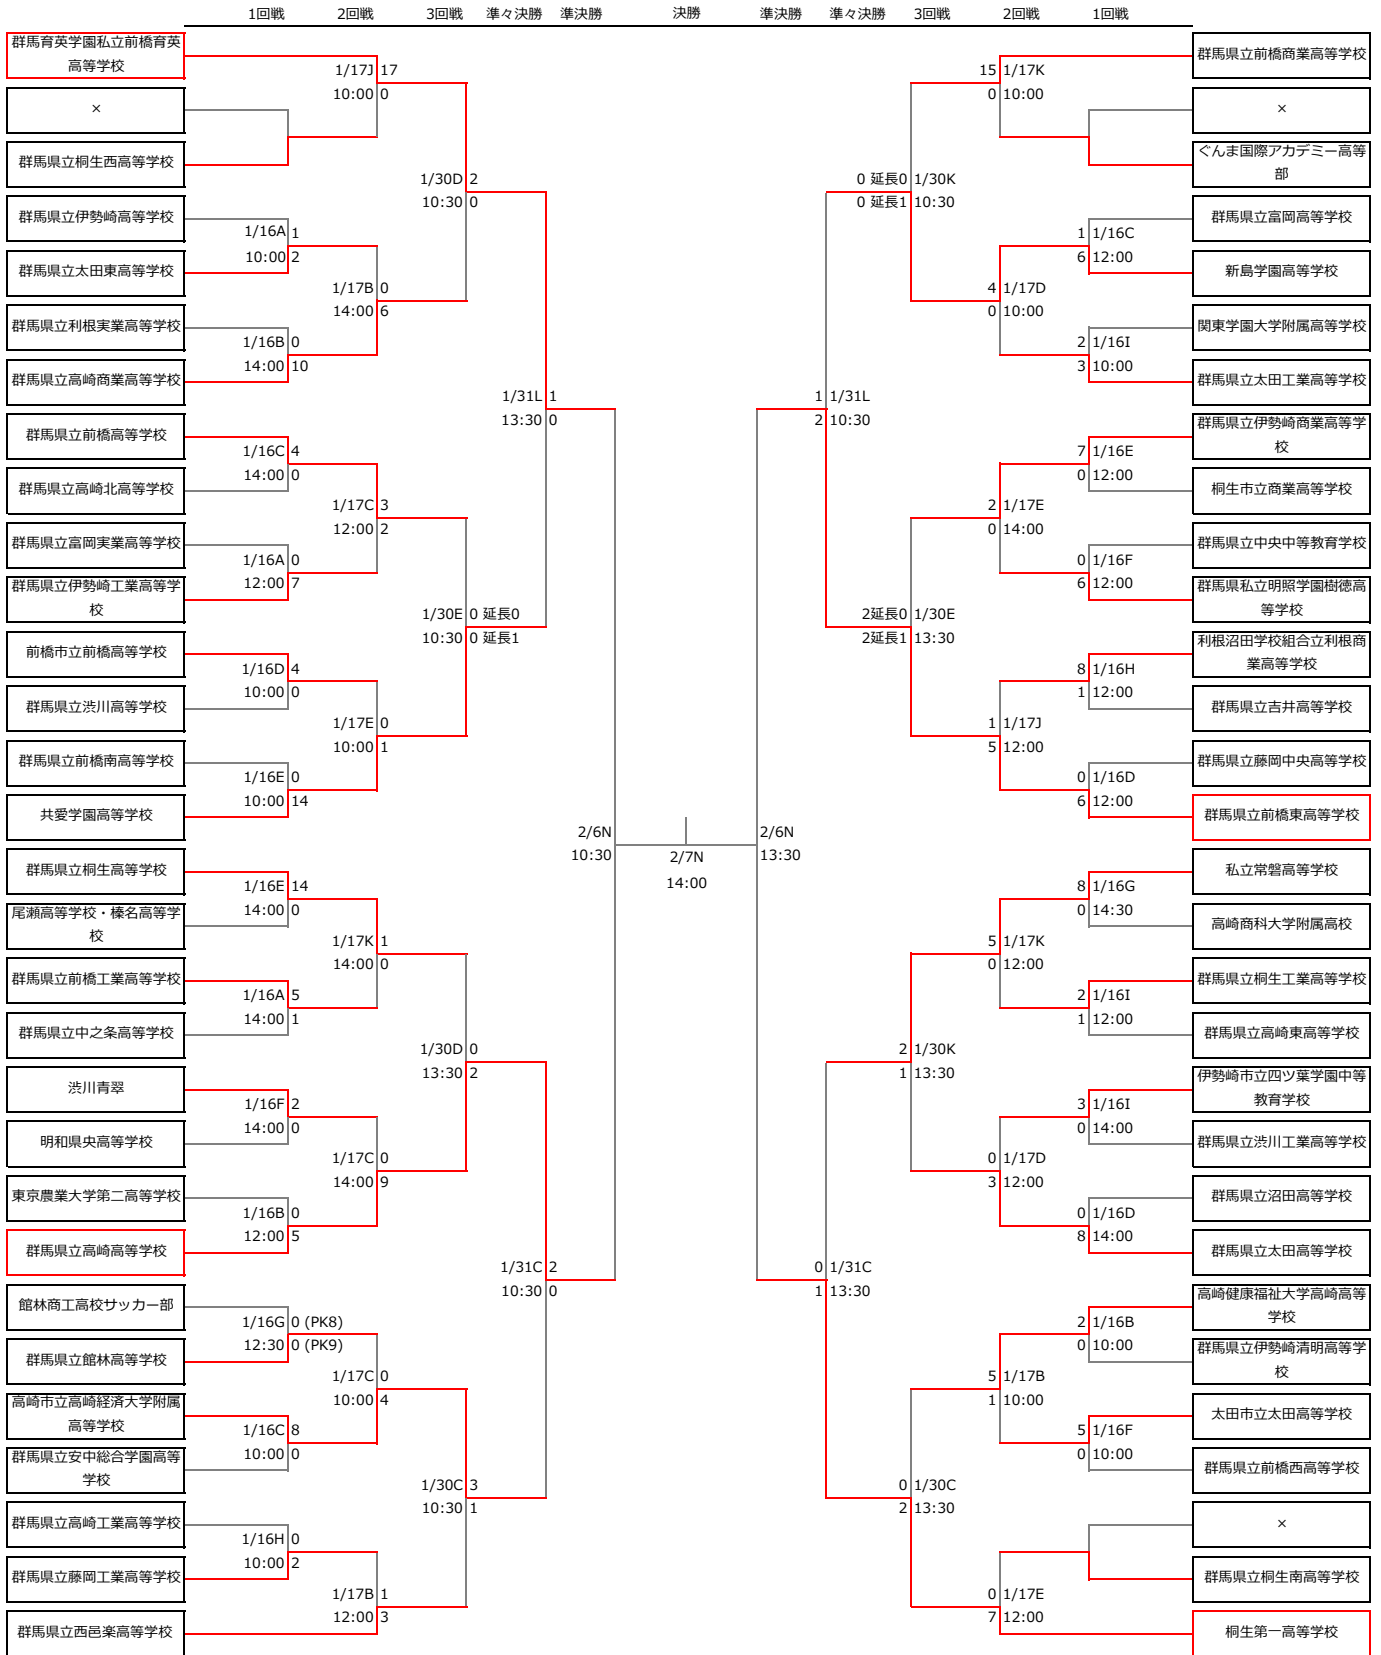 1回戦 2回戦 3回戦 準々決勝 準決勝 決勝 準決勝 準々決勝 3回戦 2回戦 1回戦
群馬育英学園私立前橋育英
高等学校
1/17J 17
10:00 0
×
群馬県立桐生西高等学校
1/30D 2
10:30 0
群馬県立伊勢崎高等学校
1/16A 1
10:00 2
群馬県立太田東高等学校
1/17B 0
14:00 6
群馬県立利根実業高等学校
1/16B 0
14:00 10
群馬県立高崎商業高等学校
1/31L 1
13:30 0
群馬県立前橋高等学校
1/16C 4
14:00 0
群馬県立高崎北高等学校
1/17C 3
12:00 2
群馬県立富岡実業高等学校
1/16A 0
12:00 7
群馬県立伊勢崎工業高等学
校
1/30E 0 延長0
10:30 0 延長1
前橋市立前橋高等学校
1/16D 4
10:00 0
群馬県立渋川高等学校
1/17E 0
10:00 1
群馬県立前橋南高等学校
1/16E 0
10:00 14
共愛学園高等学校
2/6N
10:30
群馬県立桐生高等学校
1/16E 14
14:00 0
尾瀬高等学校・榛名高等学
校
1/17K 1
14:00 0
群馬県立前橋工業高等学校
1/16A 5
14:00 1
群馬県立中之条高等学校
1/30D 0
13:30 2
渋川青翠
1/16F 2
14:00 0
明和県央高等学校
1/17C 0
14:00 9
東京農業大学第二高等学校
1/16B 0
12:00 5
群馬県立高崎高等学校
1/31C 2
10:30 0
館林商工高校サッカー部
1/16G 0 (PK8)
12:30 0 (PK9)
群馬県立館林高等学校
1/17C 0
10:00 4
高崎市立高崎経済大学附属
高等学校
1/16C 8
10:00 0
群馬県立安中総合学園高等
学校
1/30C 3
10:30 1
群馬県立高崎工業高等学校
1/16H 0
10:00 2
群馬県立藤岡工業高等学校
1/17B 1
12:00 3
群馬県立西邑楽高等学校
2/7N
14:00
群馬県立前橋商業高等学校
15 1/17K
0 10:00
×
ぐんま国際アカデミー高等
部
0 延長0 1/30K
0 延長1 10:30
群馬県立富岡高等学校
1 1/16C
6 12:00
新島学園高等学校
4 1/17D
0 10:00
関東学園大学附属高等学校
2 1/16I
3 10:00
群馬県立太田工業高等学校
1 1/31L
2 10:30
群馬県立伊勢崎商業高等学
校
7 1/16E
0 12:00
桐生市立商業高等学校
2 1/17E
0 14:00
群馬県立中央中等教育学校
0 1/16F
6 12:00
群馬県私立明照学園樹徳高
等学校
2延長0 1/30E
2延長1 13:30
利根沼田学校組合立利根商
業高等学校
8 1/16H
1 12:00
群馬県立吉井高等学校
1 1/17J
5 12:00
群馬県立藤岡中央高等学校
0 1/16D
6 12:00
群馬県立前橋東高等学校
2/6N
13:30
私立常磐高等学校
8 1/16G
0 14:30
高崎商科大学附属高校
5 1/17K
0 12:00
群馬県立桐生工業高等学校
2 1/16I
1 12:00
群馬県立高崎東高等学校
2 1/30K
1 13:30
伊勢崎市立四ツ葉学園中等
教育学校
3 1/16I
0 14:00
群馬県立渋川工業高等学校
0 1/17D
3 12:00
群馬県立沼田高等学校
0 1/16D
8 14:00
群馬県立太田高等学校
0 1/31C
1 13:30
高崎健康福祉大学高崎高等
学校
2 1/16B
0 10:00
群馬県立伊勢崎清明高等学
校
5 1/17B
1 10:00
太田市立太田高等学校
5 1/16F
0 10:00
群馬県立前橋西高等学校
0 1/30C
2 13:30
×
群馬県立桐生南高等学校
0 1/17E
7 12:00
桐生第一高等学校